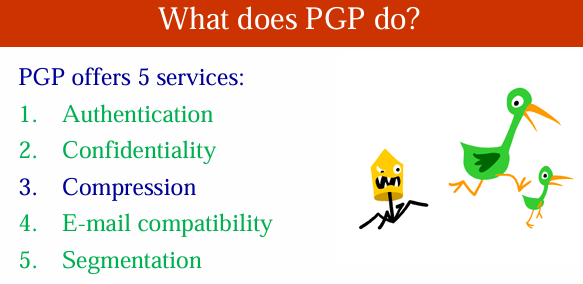 What does PGP do?
PGP offers 5 services:
1. Authentication
2. Confidentiality
3. Compression
4. E-mail compatibility
5. Segmentation